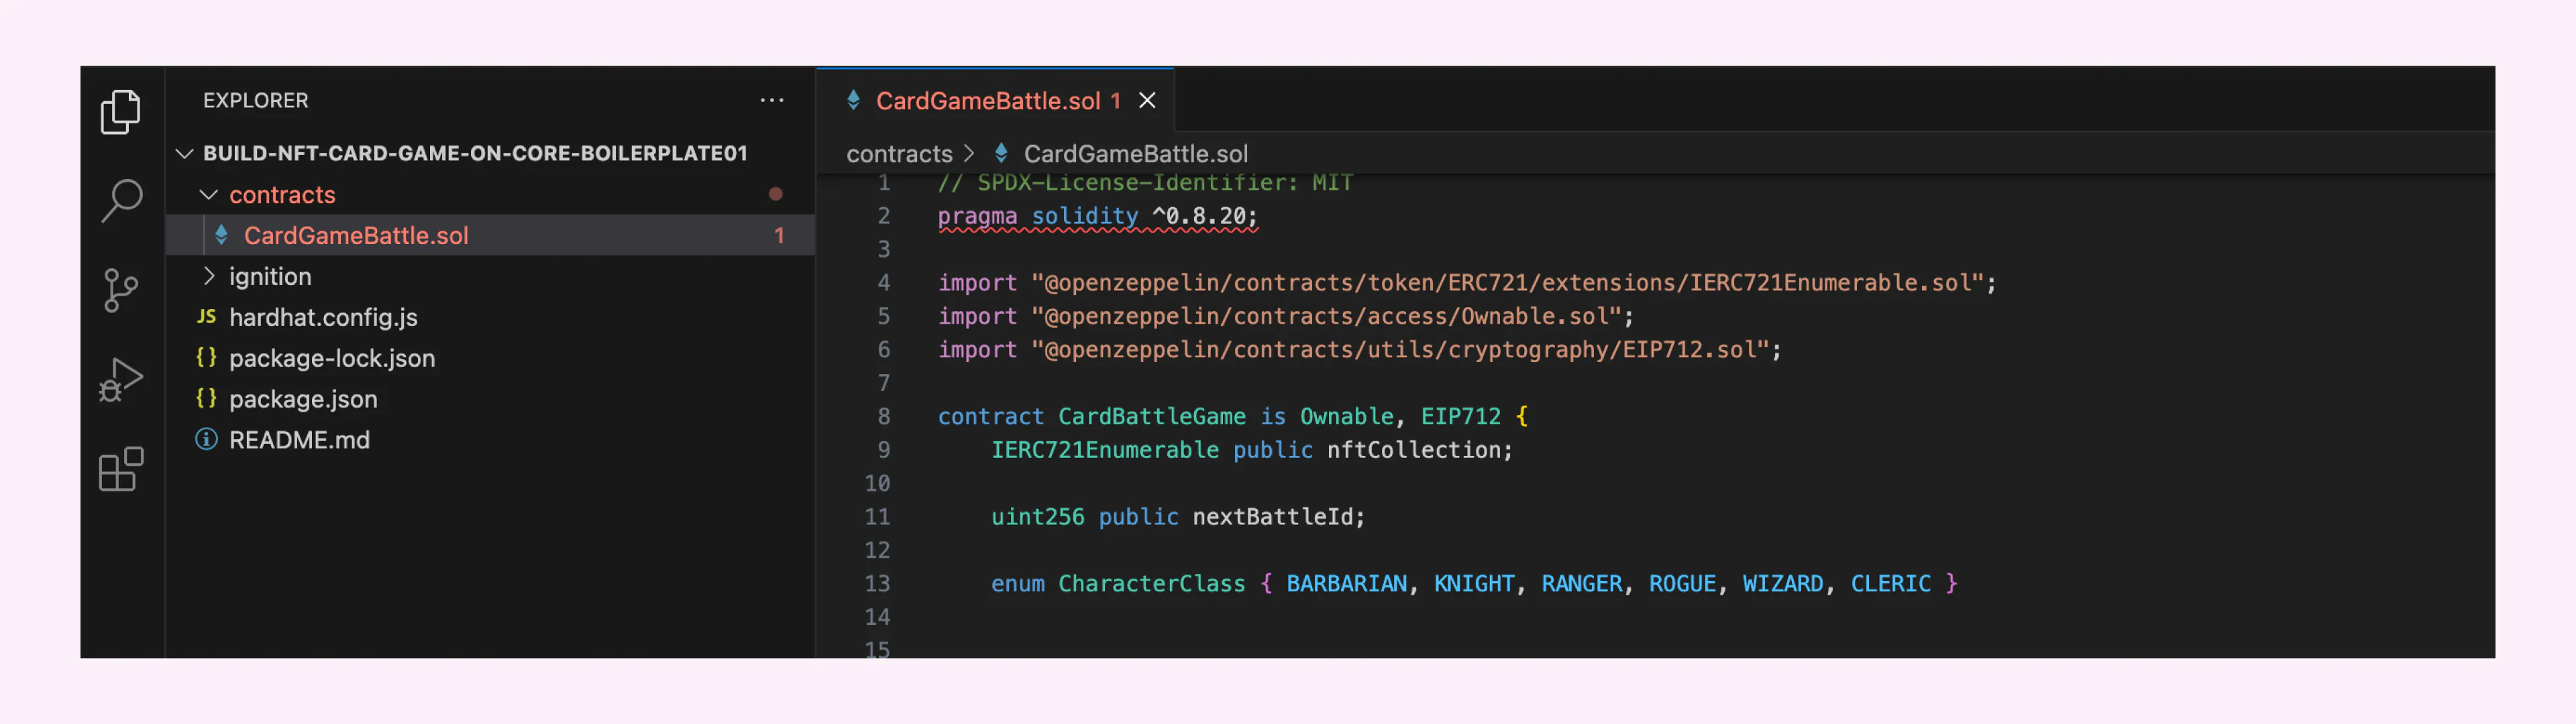 EXPLORER
BUILD-NFT-CARD-GAME-ON-CORE-BOILERPLATE01
contracts
CardGameBattle.sol 1
ignition
JS hardhat.config.js
{} package-lock.json
{} package.json
README.md
CardGameBattle.sol 1
contracts > CardGameBattle.sol
1 // SPDX-License-Identifier: MIT
2 pragma solidity ^0.8.20;
3
4 import "@openzeppelin/contracts/token/ERC721/extensions/IERC721Enumerable.sol";
5 import "@openzeppelin/contracts/access/Ownable.sol";
6 import "@openzeppelin/contracts/utils/cryptography/EIP712.sol";
7
8 contract CardBattleGame is Ownable, EIP712 {
9 IERC721Enumerable public nftCollection;
10
11 uint256 public nextBattleId;
12
13 enum CharacterClass { BARBARIAN, KNIGHT, RANGER, ROGUE, WIZARD, CLERIC }
14
15